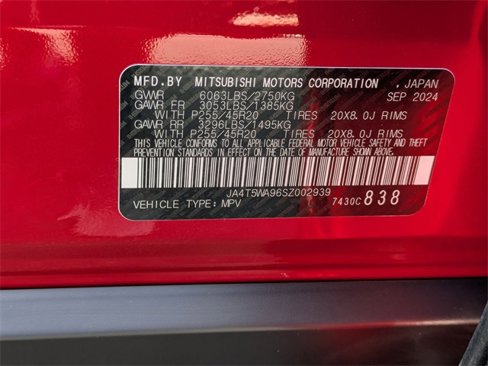 MFD.BY MITSUBISHI MOTORS CORPORATION , JAPAN
GVWR 6063LBS/2750KG SEP 2024
GAWR FR 3053LBS/1385KG
WITH P255/45R20 TIRES 20X8.0J RIMS
GAWR RR 3296LBS/1495KG
WITH P255/45R20 TIRES 20X8.0J RIMS
THIS VEHICLE CONFORMS TO ALL APPLICABLE FEDERAL MOTOR VEHICLE SAFETY AND THEFT
PREVENTION STANDARDS IN EFFECT ON THE DATE OF MANUFACTURE SHOWN ABOVE.
JA4T5WA96SZ002939
VEHICLE TYPE: MPV 7430C 838